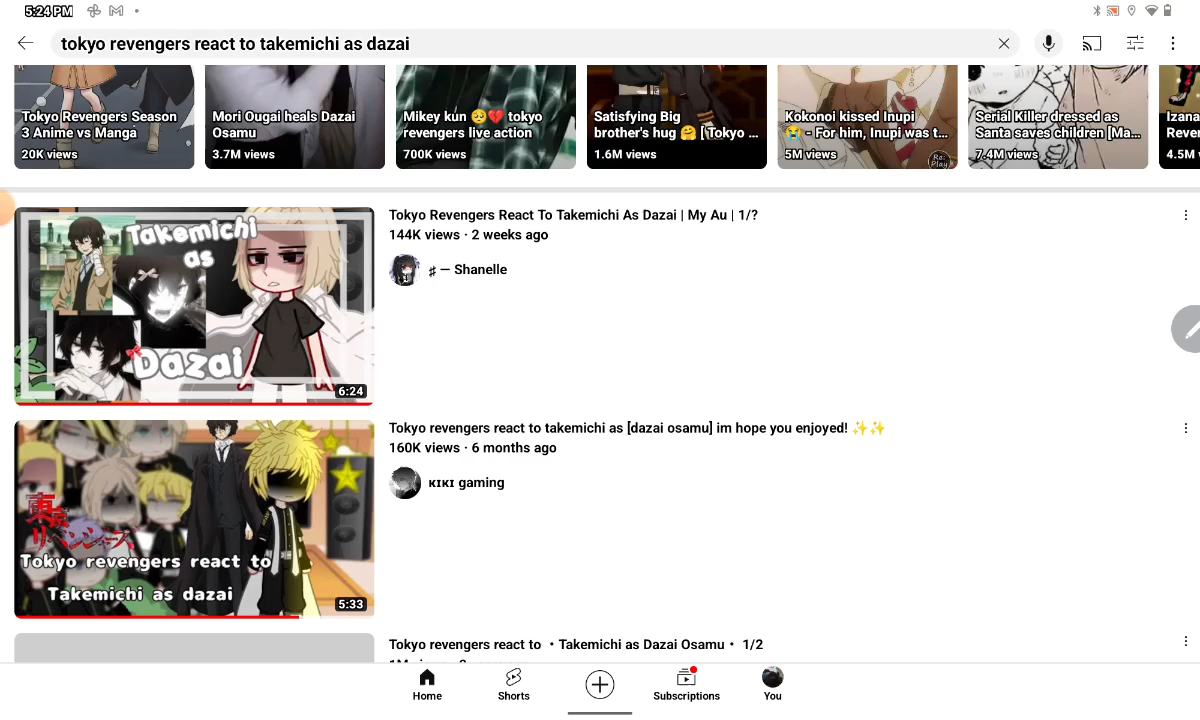 5:24 PM
tokyo revengers react to takemichi as dazai
Tokyo Revengers Season
3 Anime vs Manga
20K views
Mori Ougai heals Dazai
Osamu
3.7M views
Mikey kun 🥺💔 tokyo
revengers live action
700K views
Satisfying Big
brother's hug 🤗 [ Tokyo ...
1.6M views
Kokonoi kissed Inupi
😭 - For him, Inupi was t...
5M views
Re:
Play
Serial Killer dressed as
Santa saves children [Ma...
7.4M views
Izana
Rever
4.5M v
Takemichi
as
Dazai
6:24
Tokyo Revengers React To Takemichi As Dazai | My Au | 1/?
144K views · 2 weeks ago
♯ — Shanelle
東京
リベンジャーズ
Tokyo revengers react to
Takemichi as dazai
5:33
Tokyo revengers react to takemichi as [dazai osamu] im hope you enjoyed! ✨✨
160K views · 6 months ago
ᴋɪᴋɪ gaming
Tokyo revengers react to ・Takemichi as Dazai Osamu・ 1/2
Home
Shorts
Subscriptions
You